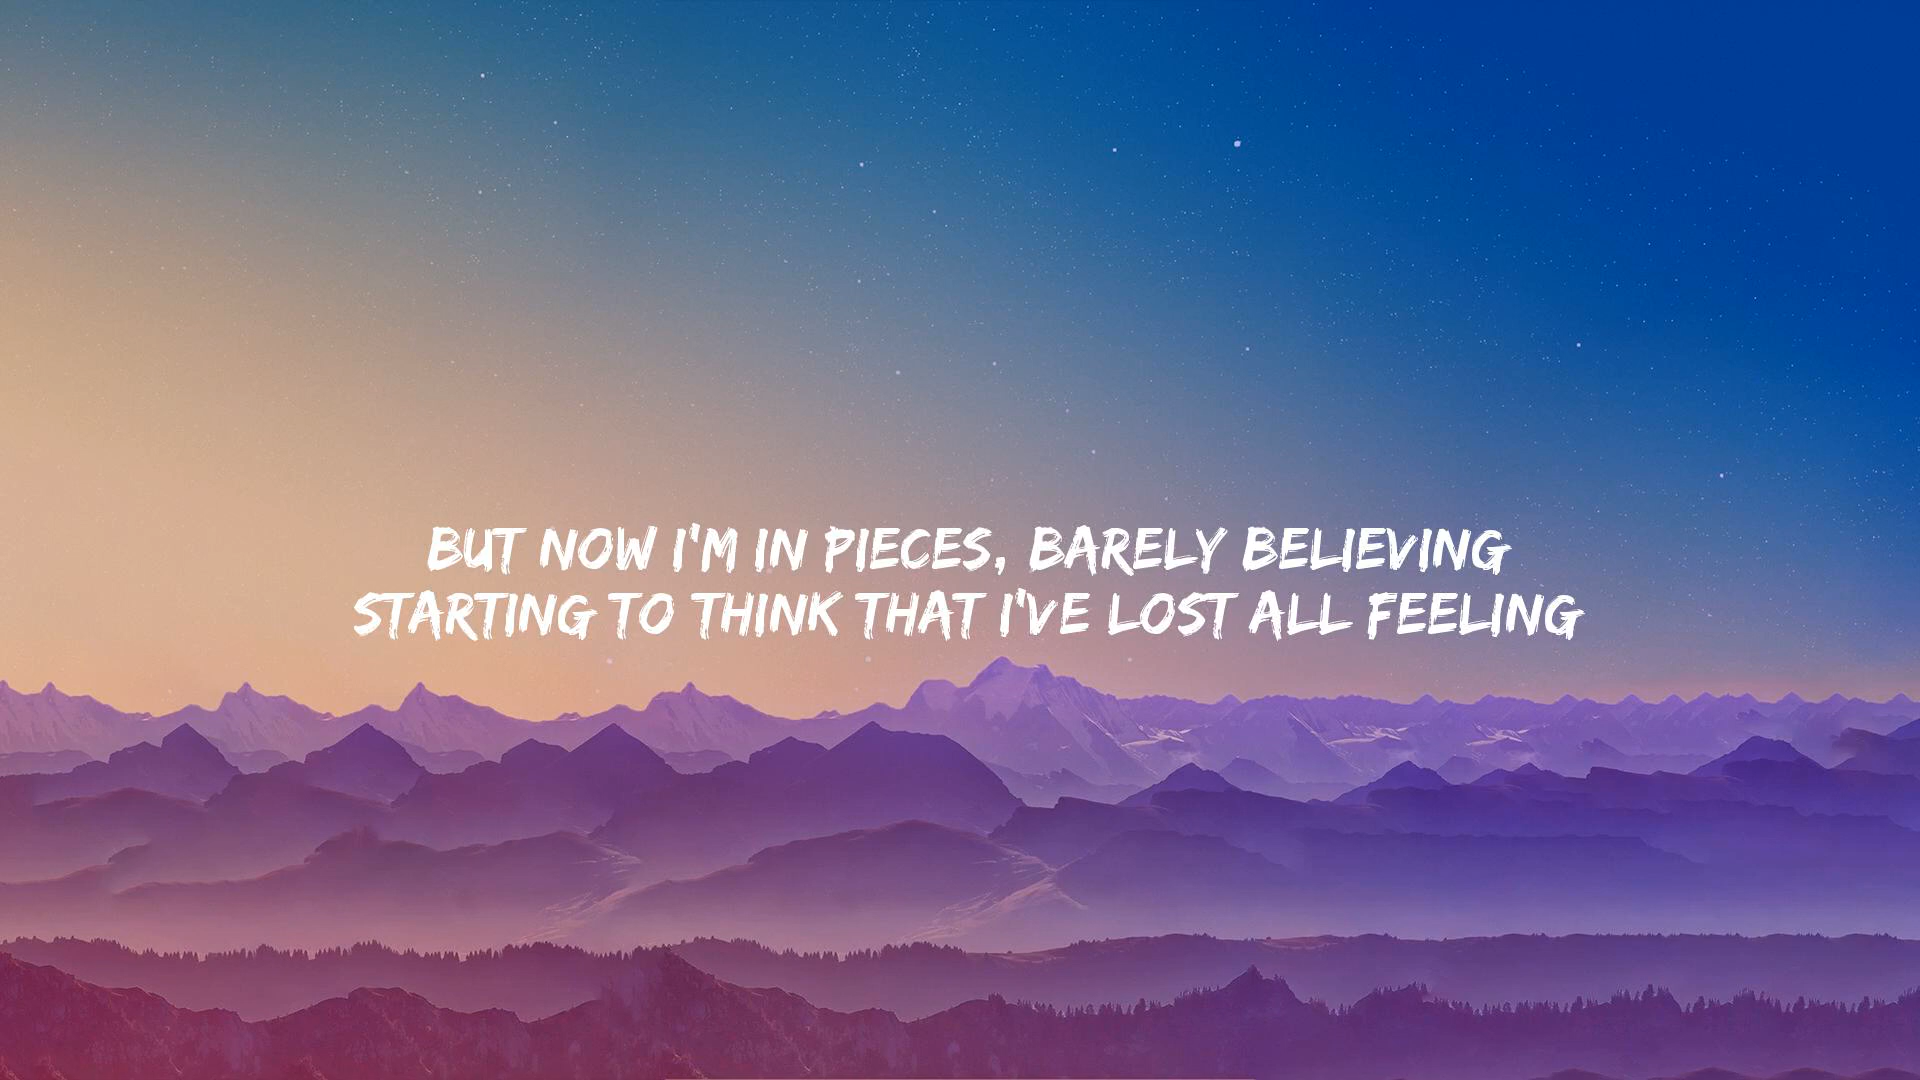 BUT NOW I'M IN PIECES, BARELY BELIEVING
STARTING TO THINK THAT I'VE LOST ALL FEELING